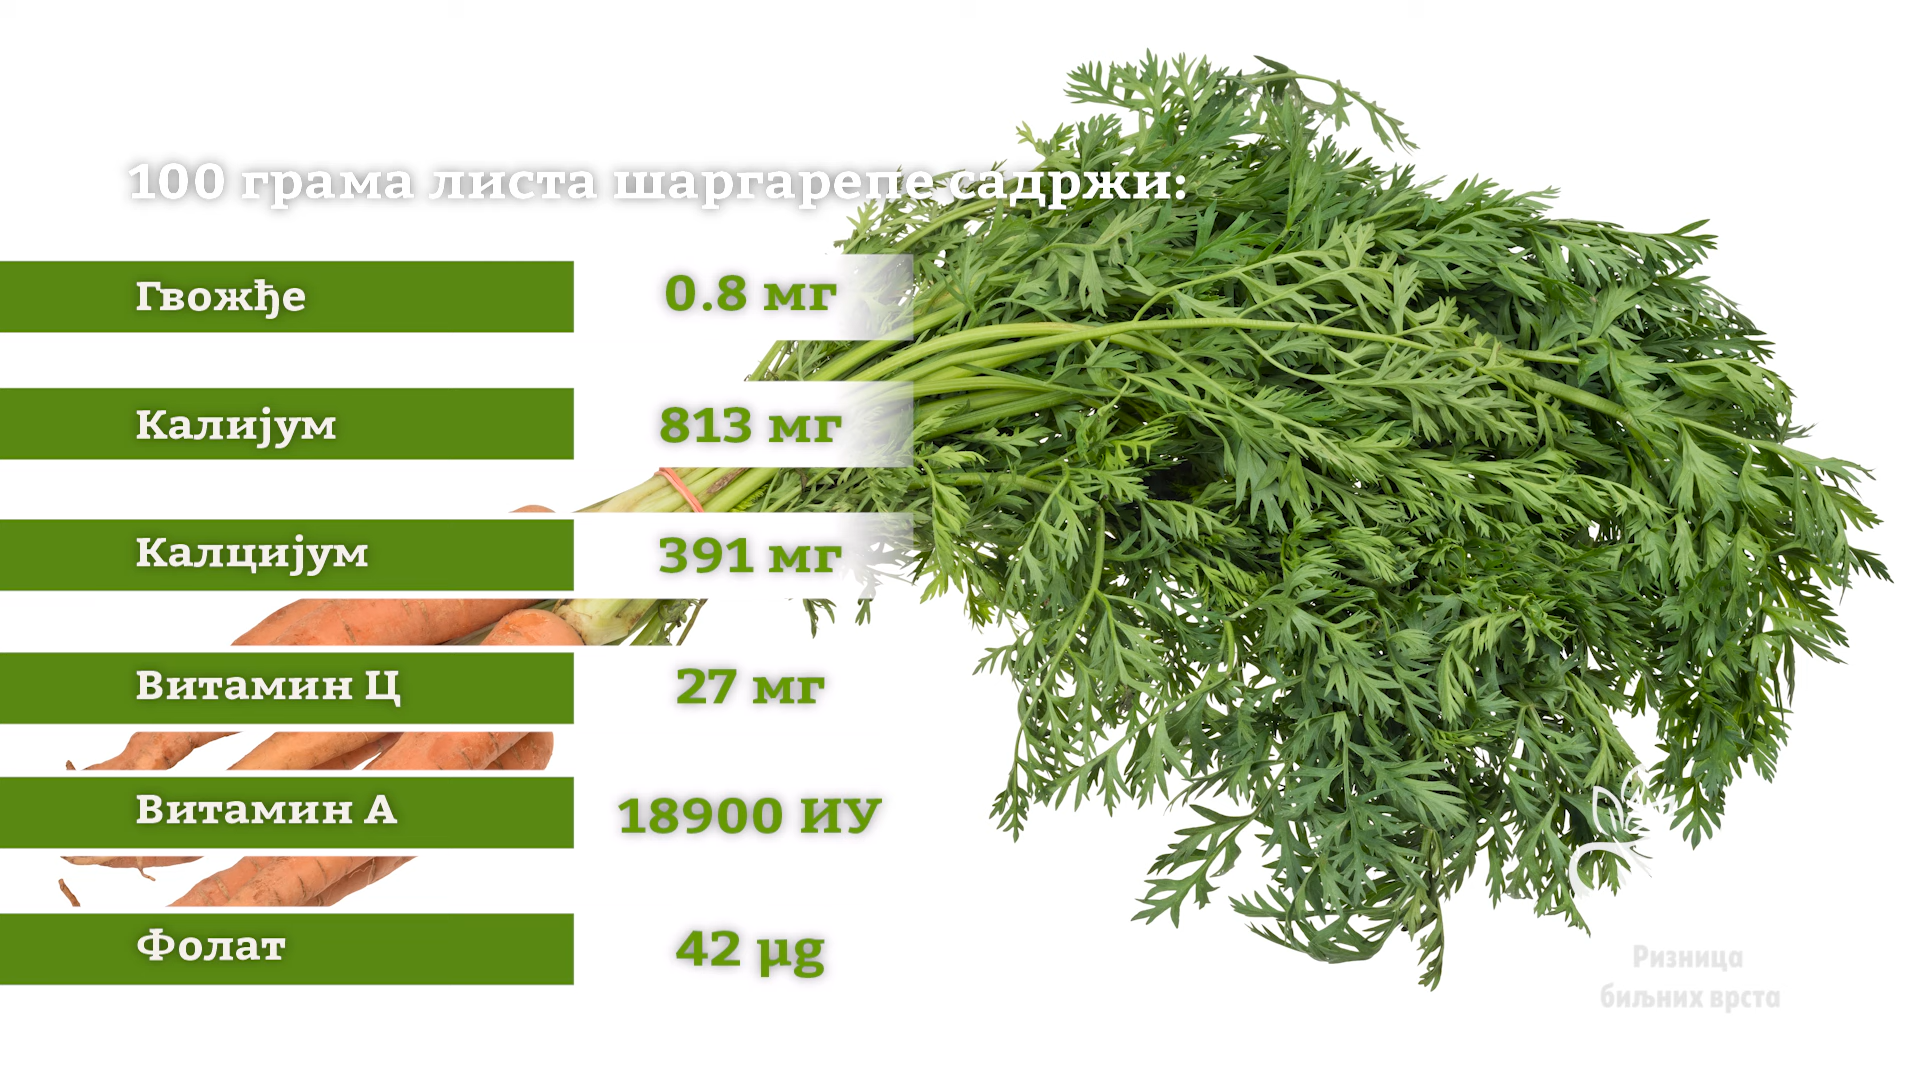 100 грама листа шаргарепе садржи:
Гвожђе 0.8 мг
Калијум 813 мг
Калцијум 391 мг
Витамин Ц 27 мг
Витамин А 18900 ИУ
Фолат 42 µg
Ризница
биљних врста